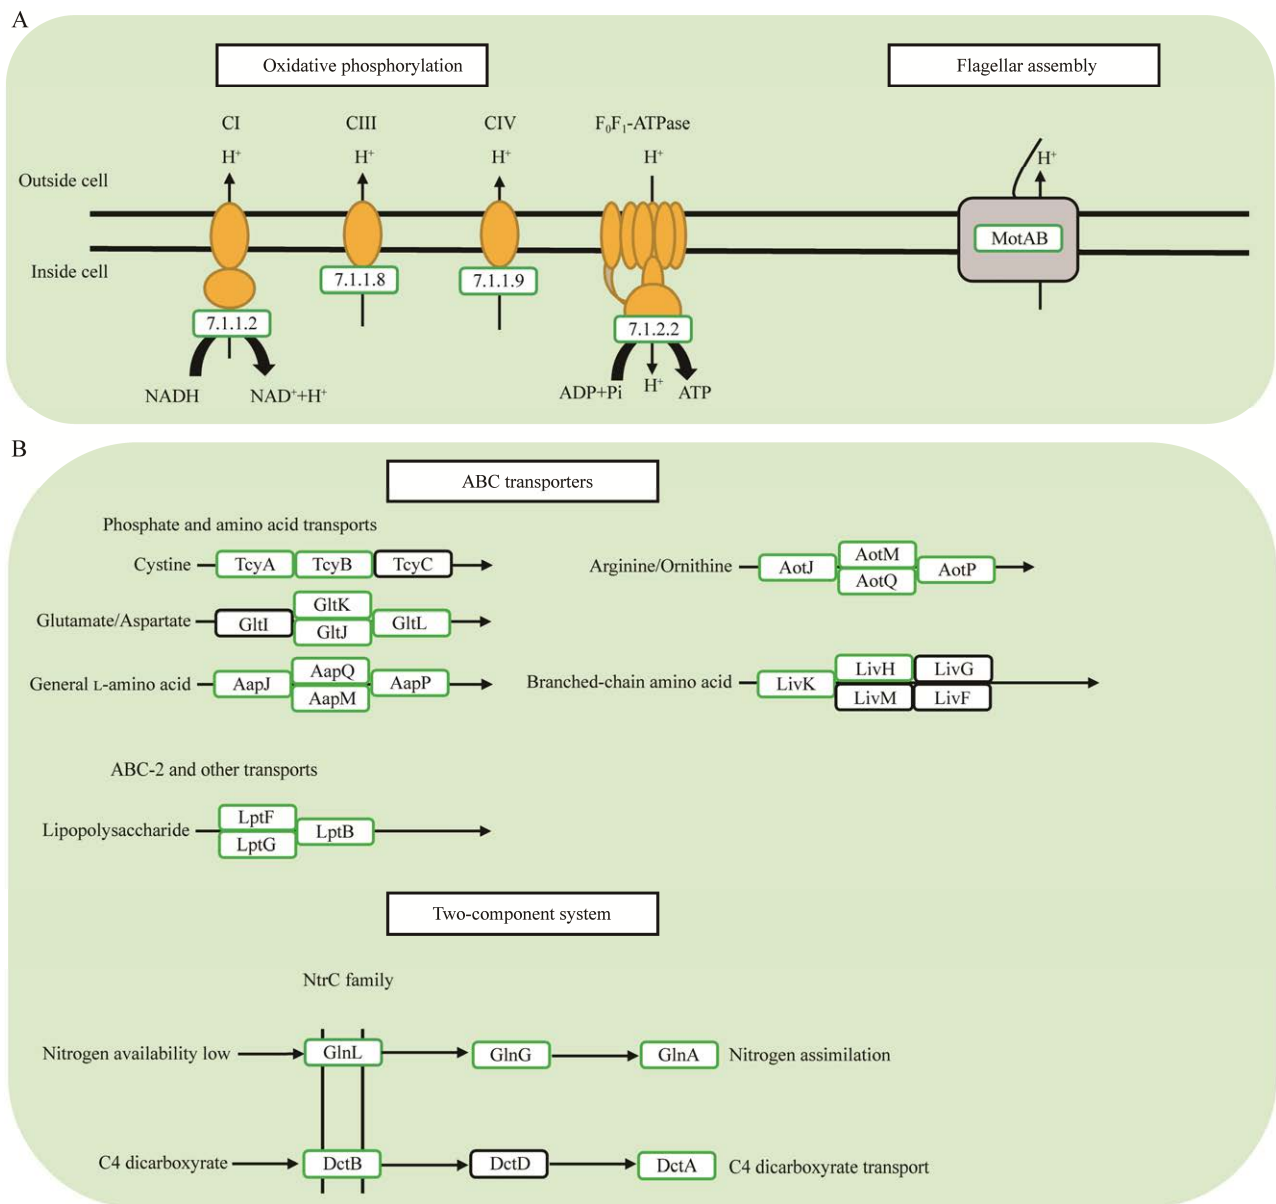 A
Oxidative phosphorylation
Flagellar assembly
CI
CIII
CIV
F₀F₁-ATPase
H⁺
H⁺
H⁺
H⁺
H⁺
Outside cell
MotAB
Inside cell
7.1.1.8
7.1.1.9
7.1.1.2
7.1.2.2
NADH
NAD⁺+H⁺
ADP+Pi
H⁺
ATP
B
ABC transporters
Phosphate and amino acid transports
Cystine
TcyA
TcyB
TcyC
Arginine/Ornithine
AotJ
AotM
AotQ
AotP
Glutamate/Aspartate
GltI
GltK
GltJ
GltL
General L-amino acid
AapJ
AapQ
AapM
AapP
Branched-chain amino acid
LivK
LivH
LivG
LivM
LivF
ABC-2 and other transports
Lipopolysaccharide
LptF
LptG
LptB
Two-component system
NtrC family
Nitrogen availability low
GlnL
GlnG
GlnA
Nitrogen assimilation
C4 dicarboxyrate
DctB
DctD
DctA
C4 dicarboxyrate transport